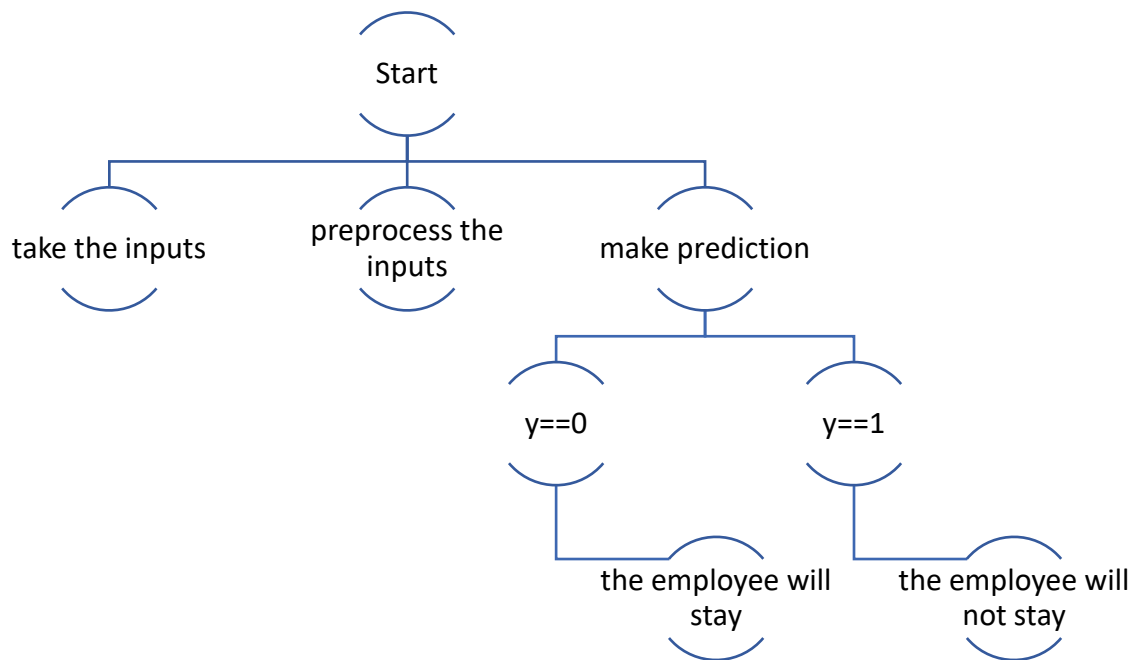 Start
take the inputs
preprocess the
inputs
make prediction
y==0
y==1
the employee will
stay
the employee will
not stay